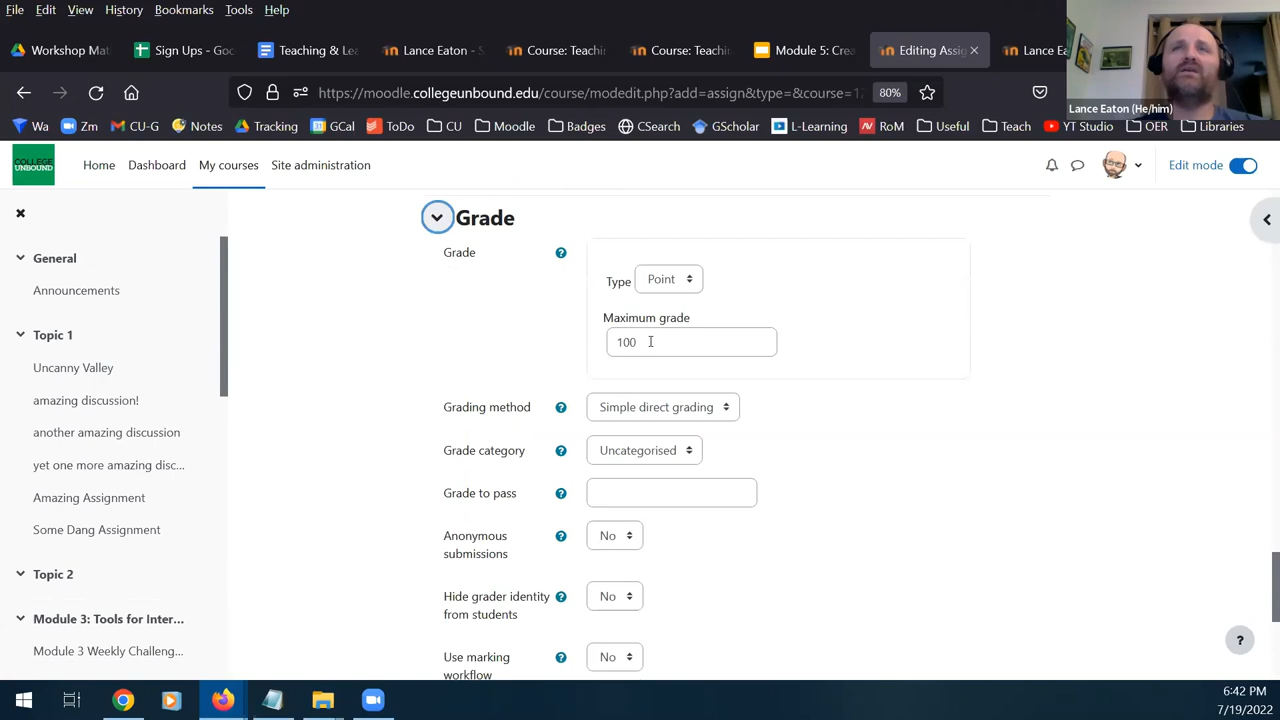 File Edit View History Bookmarks Tools Help
Workshop Mat
Sign Ups - Goo
Teaching & Lea
Lance Eaton - S
Course: Teachi
Course: Teachi
Module 5: Crea
Editing Assig
Lance Ea
https://moodle.collegeunbound.edu/course/modedit.php?add=assign&type=&course=1
80%
Lance Eaton (He/him)
Wa Zm CU-G Notes Tracking GCal ToDo CU Moodle Badges CSearch GScholar L-Learning RoM Useful Teach YT Studio OER Libraries
COLLEGE UNBOUND
Home Dashboard My courses Site administration
Edit mode
General
Announcements
Topic 1
Uncanny Valley
amazing discussion!
another amazing discussion
yet one more amazing disc...
Amazing Assignment
Some Dang Assignment
Topic 2
Module 3: Tools for Inter...
Module 3 Weekly Challeng...
Grade
Grade
Type Point
Maximum grade
100
Grading method Simple direct grading
Grade category Uncategorised
Grade to pass
Anonymous submissions No
Hide grader identity from students No
Use marking workflow No
6:42 PM
7/19/2022